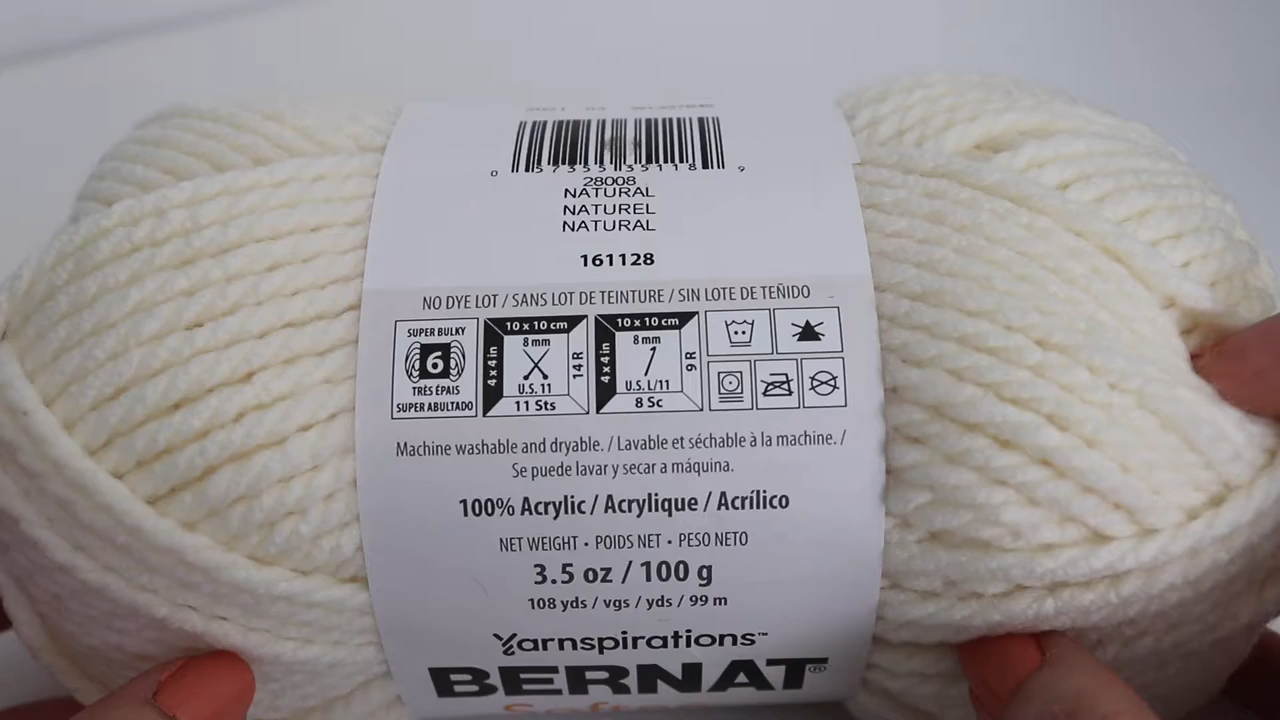 0 57355 35118 9
28008
NATURAL
NATUREL
NATURAL
161128
NO DYE LOT / SANS LOT DE TEINTURE / SIN LOTE DE TEÑIDO
SUPER BULKY
6
TRÈS ÉPAIS
SUPER ABULTADO
10 x 10 cm
4 x 4 in
8 mm
14 R
U.S. 11
11 Sts
10 x 10 cm
4 x 4 in
8 mm
9 R
U.S. L/11
8 Sc
Machine washable and dryable. / Lavable et séchable à la machine. /
Se puede lavar y secar a máquina.
100% Acrylic / Acrylique / Acrílico
NET WEIGHT • POIDS NET • PESO NETO
3.5 oz / 100 g
108 yds / vgs / yds / 99 m
Yarnspirations™
BERNAT®